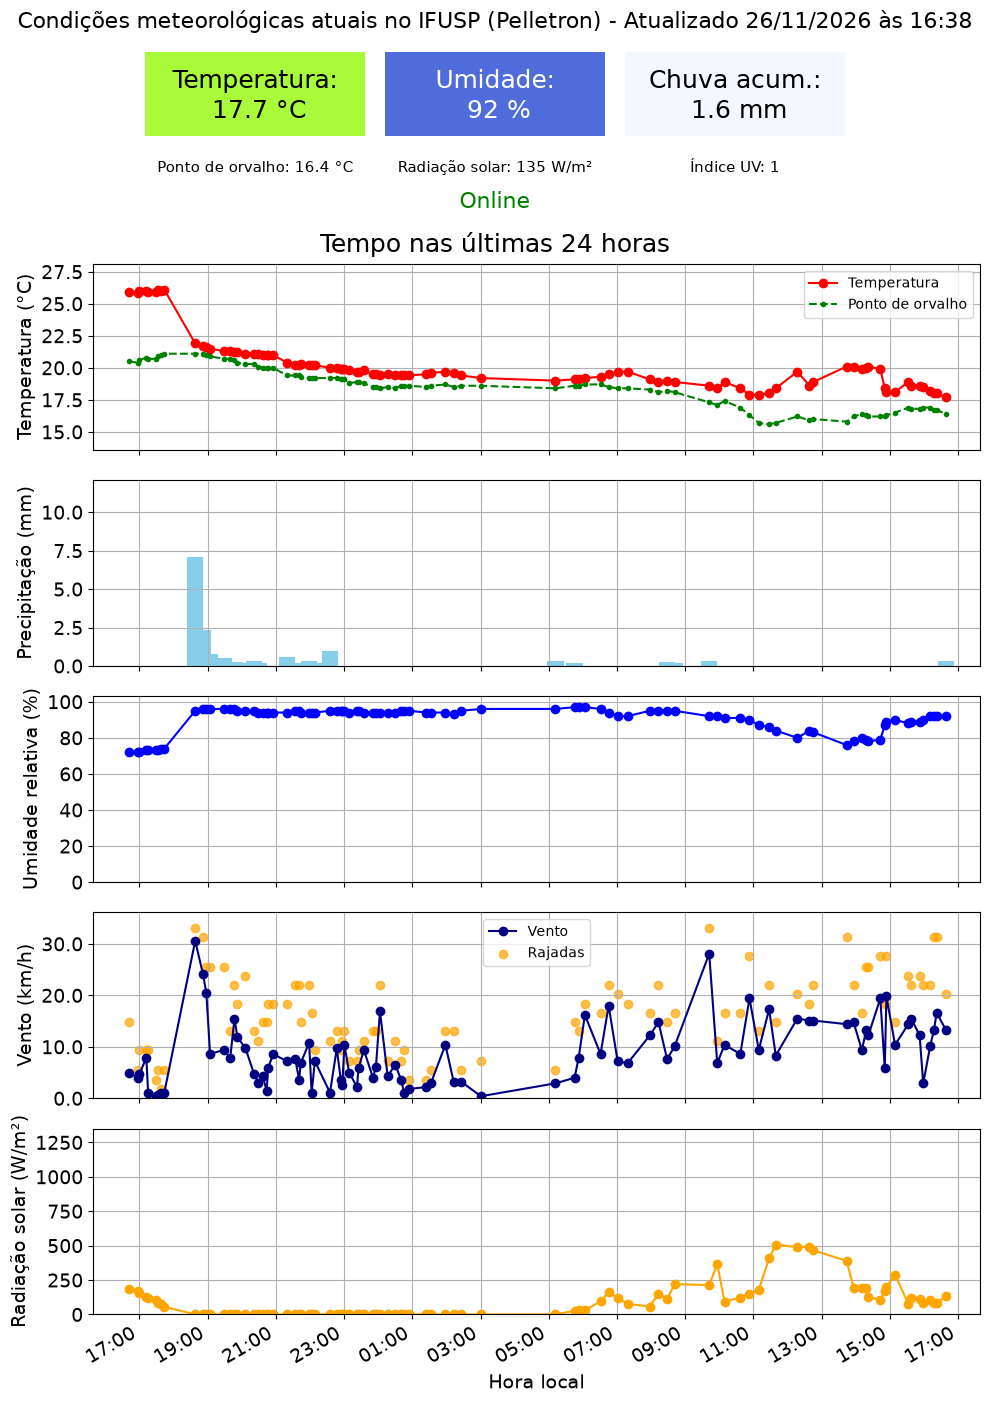 Condições meteorológicas atuais no IFUSP (Pelletron) - Atualizado 26/11/2026 às 16:38
Temperatura:
17.7 °C
Umidade:
92 %
Chuva acum.:
1.6 mm
Ponto de orvalho: 16.4 °C
Radiação solar: 135 W/m²
Índice UV: 1
Online
Tempo nas últimas 24 horas
Temperatura (°C)
27.5
25.0
22.5
20.0
17.5
15.0
Temperatura
Ponto de orvalho
Precipitação (mm)
10.0
7.5
5.0
2.5
0.0
Umidade relativa (%)
100
80
60
40
20
0
Vento (km/h)
30.0
20.0
10.0
0.0
Vento
Rajadas
Radiação solar (W/m²)
1250
1000
750
500
250
0
17:00
19:00
21:00
23:00
01:00
03:00
05:00
07:00
09:00
11:00
13:00
15:00
17:00
Hora local